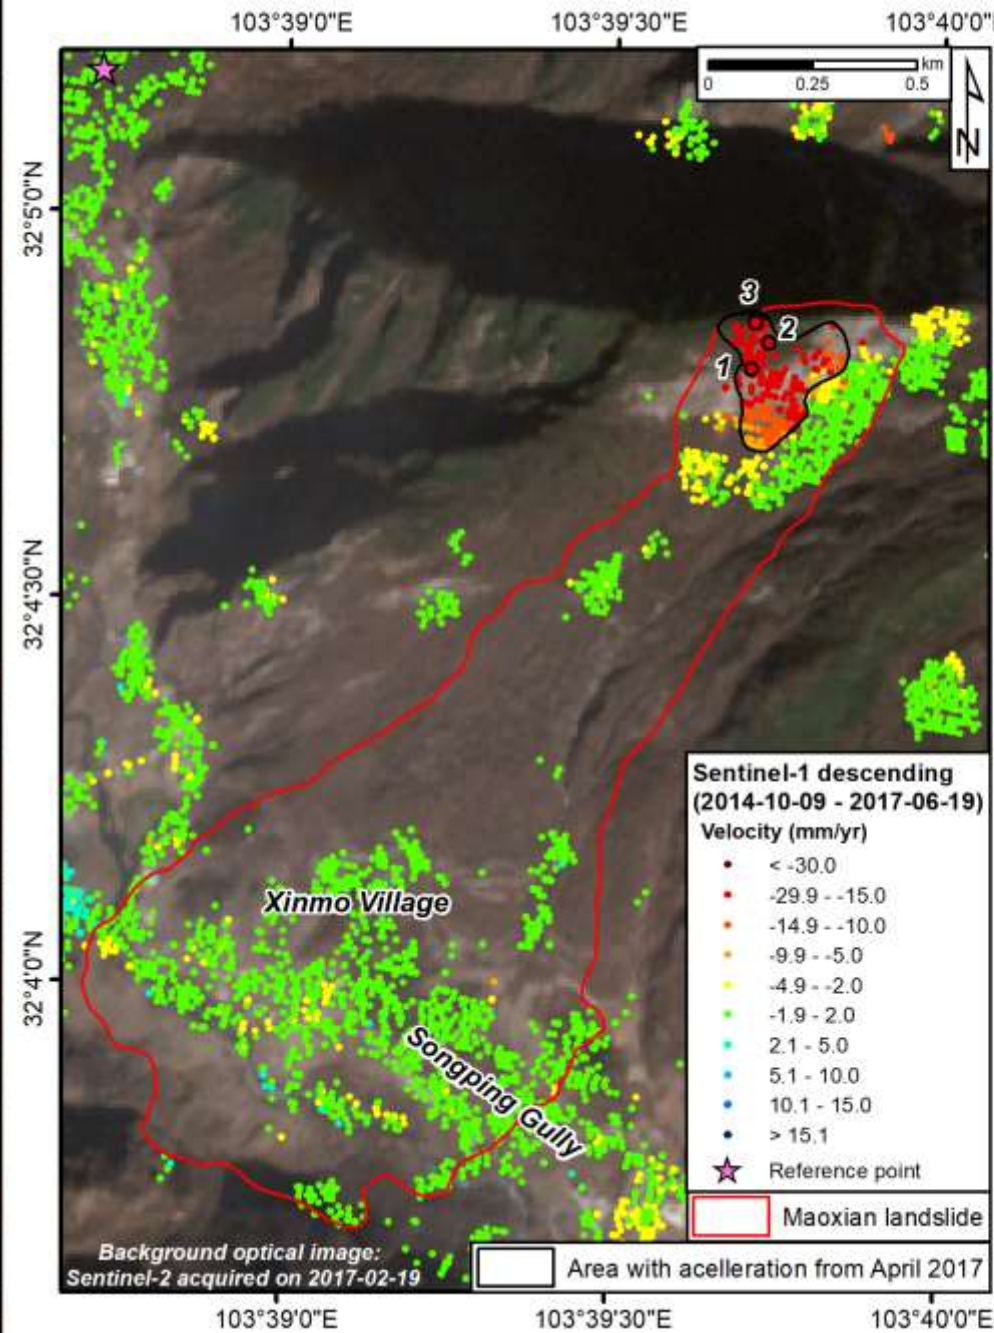 103°39'0"E 103°39'30"E 103°40'0"
km
0 0.25 0.5
N
32°5'0"N
3
2
1
32°4'30"N
Sentinel-1 descending
(2014-10-09 - 2017-06-19)
Velocity (mm/yr)
< -30.0
-29.9 - -15.0
-14.9 - -10.0
-9.9 - -5.0
-4.9 - -2.0
-1.9 - 2.0
2.1 - 5.0
5.1 - 10.0
10.1 - 15.0
> 15.1
Reference point
Xinmo Village
32°4'0"N
Songping Gully
Maoxian landslide
Background optical image:
Sentinel-2 acquired on 2017-02-19
Area with acelleration from April 2017
103°39'0"E 103°39'30"E 103°40'0"E